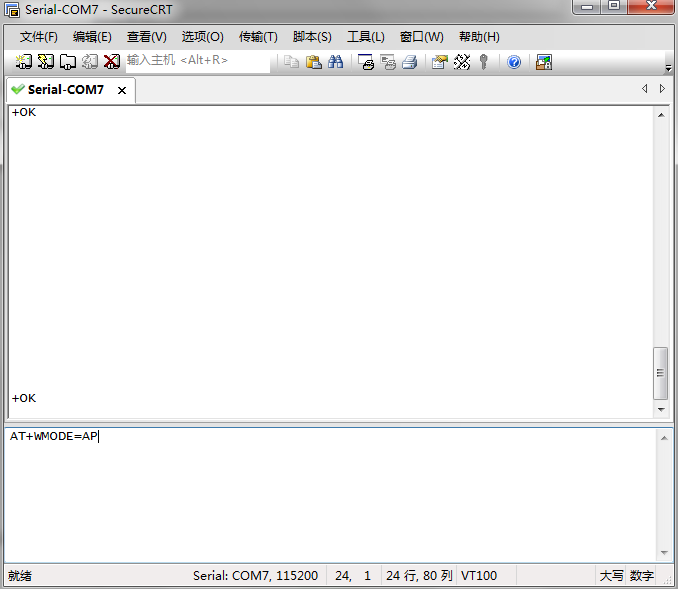 Serial-COM7 - SecureCRT
文件(F) 编辑(E) 查看(V) 选项(O) 传输(T) 脚本(S) 工具(L) 窗口(W) 帮助(H)
输入主机 <Alt+R>
Serial-COM7
+OK
+OK
AT+WMODE=AP
就绪 Serial: COM7, 115200 24, 1 24 行, 80 列 VT100 大写 数字